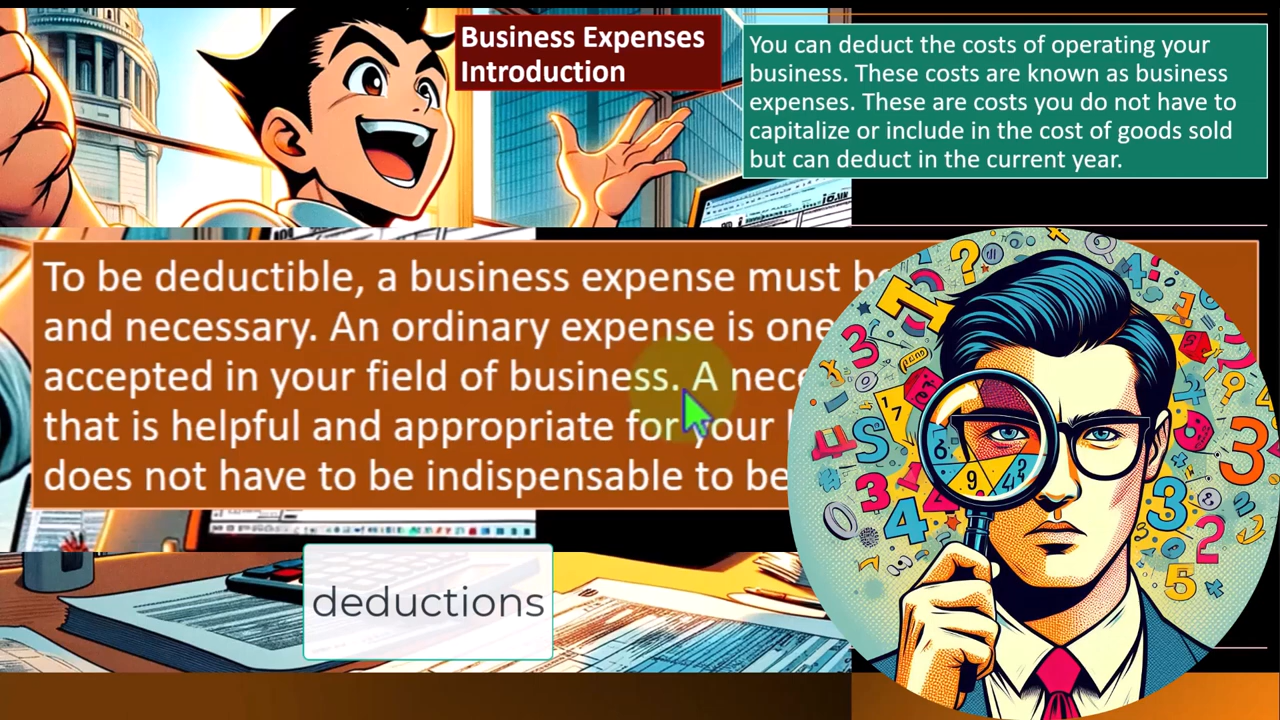 Business Expenses
Introduction
You can deduct the costs of operating your
business. These costs are known as business
expenses. These are costs you do not have to
capitalize or include in the cost of goods sold
but can deduct in the current year.
To be deductible, a business expense must
and necessary. An ordinary expense is one
accepted in your field of business. A
that is helpful and appropriate for your
does not have to be indispensable to be
deductions